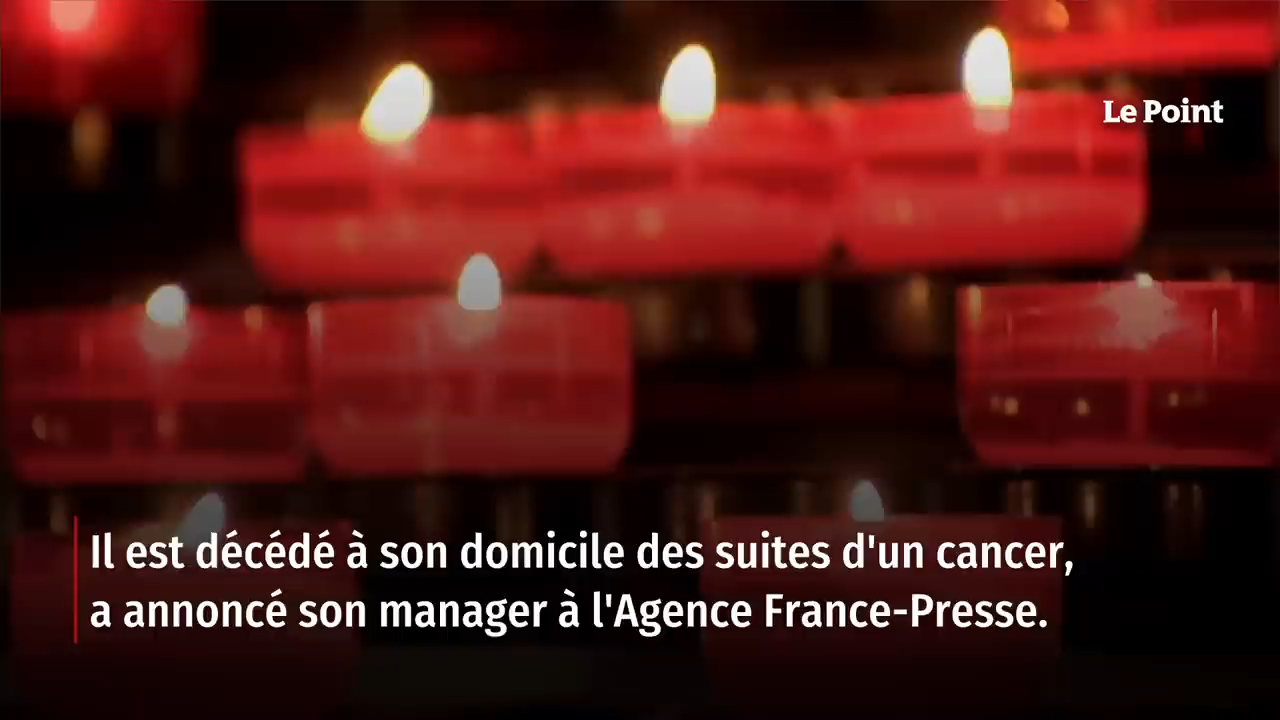 Le Point
Il est décédé à son domicile des suites d'un cancer,
a annoncé son manager à l'Agence France-Presse.